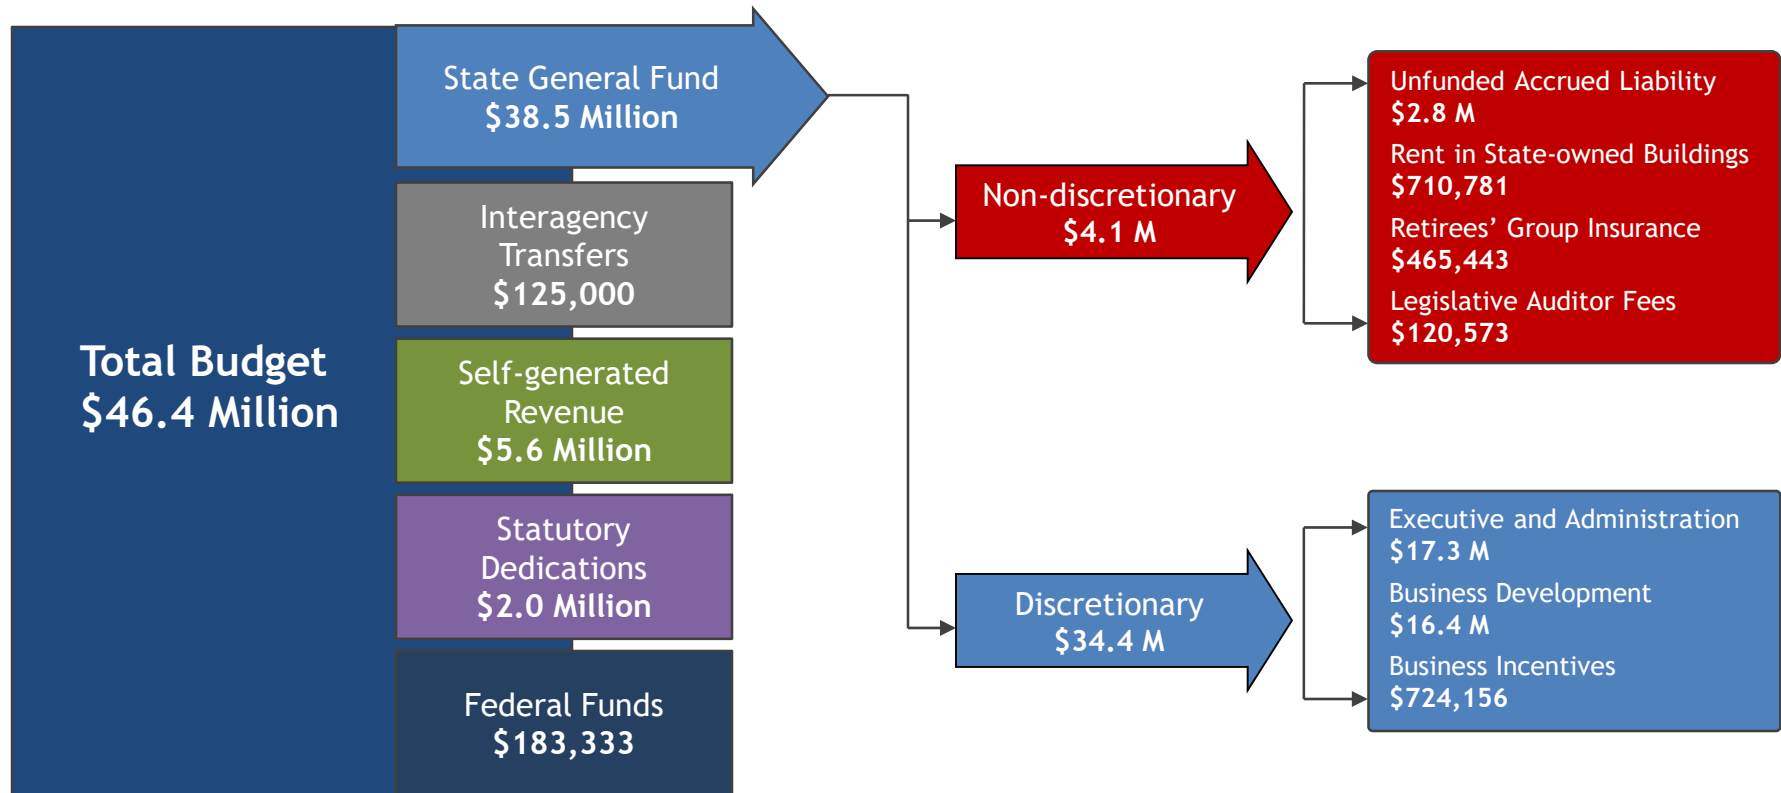 Total Budget
$46.4 Million
State General Fund
$38.5 Million
Interagency
Transfers
$125,000
Self-generated
Revenue
$5.6 Million
Statutory
Dedications
$2.0 Million
Federal Funds
$183,333
Non-discretionary
$4.1 M
Discretionary
$34.4 M
Unfunded Accrued Liability
$2.8 M
Rent in State-owned Buildings
$710,781
Retirees’ Group Insurance
$465,443
Legislative Auditor Fees
$120,573
Executive and Administration
$17.3 M
Business Development
$16.4 M
Business Incentives
$724,156